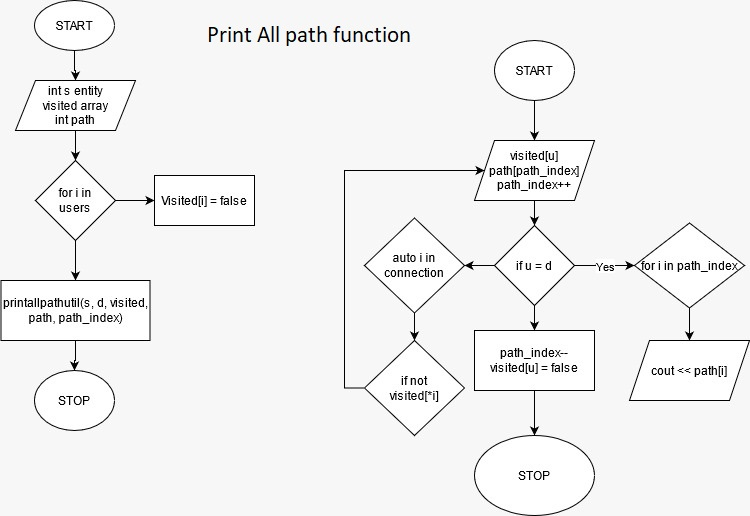 Print All path function
START
int s entity
visited array
int path
for i in
users
Visited[i] = false
printallpathutil(s, d, visited,
path, path_index)
STOP
START
visited[u]
path[path_index]
path_index++
if u = d
Yes
for i in path_index
cout << path[i]
auto i in
connection
if not
visited[*i]
path_index--
visited[u] = false
STOP